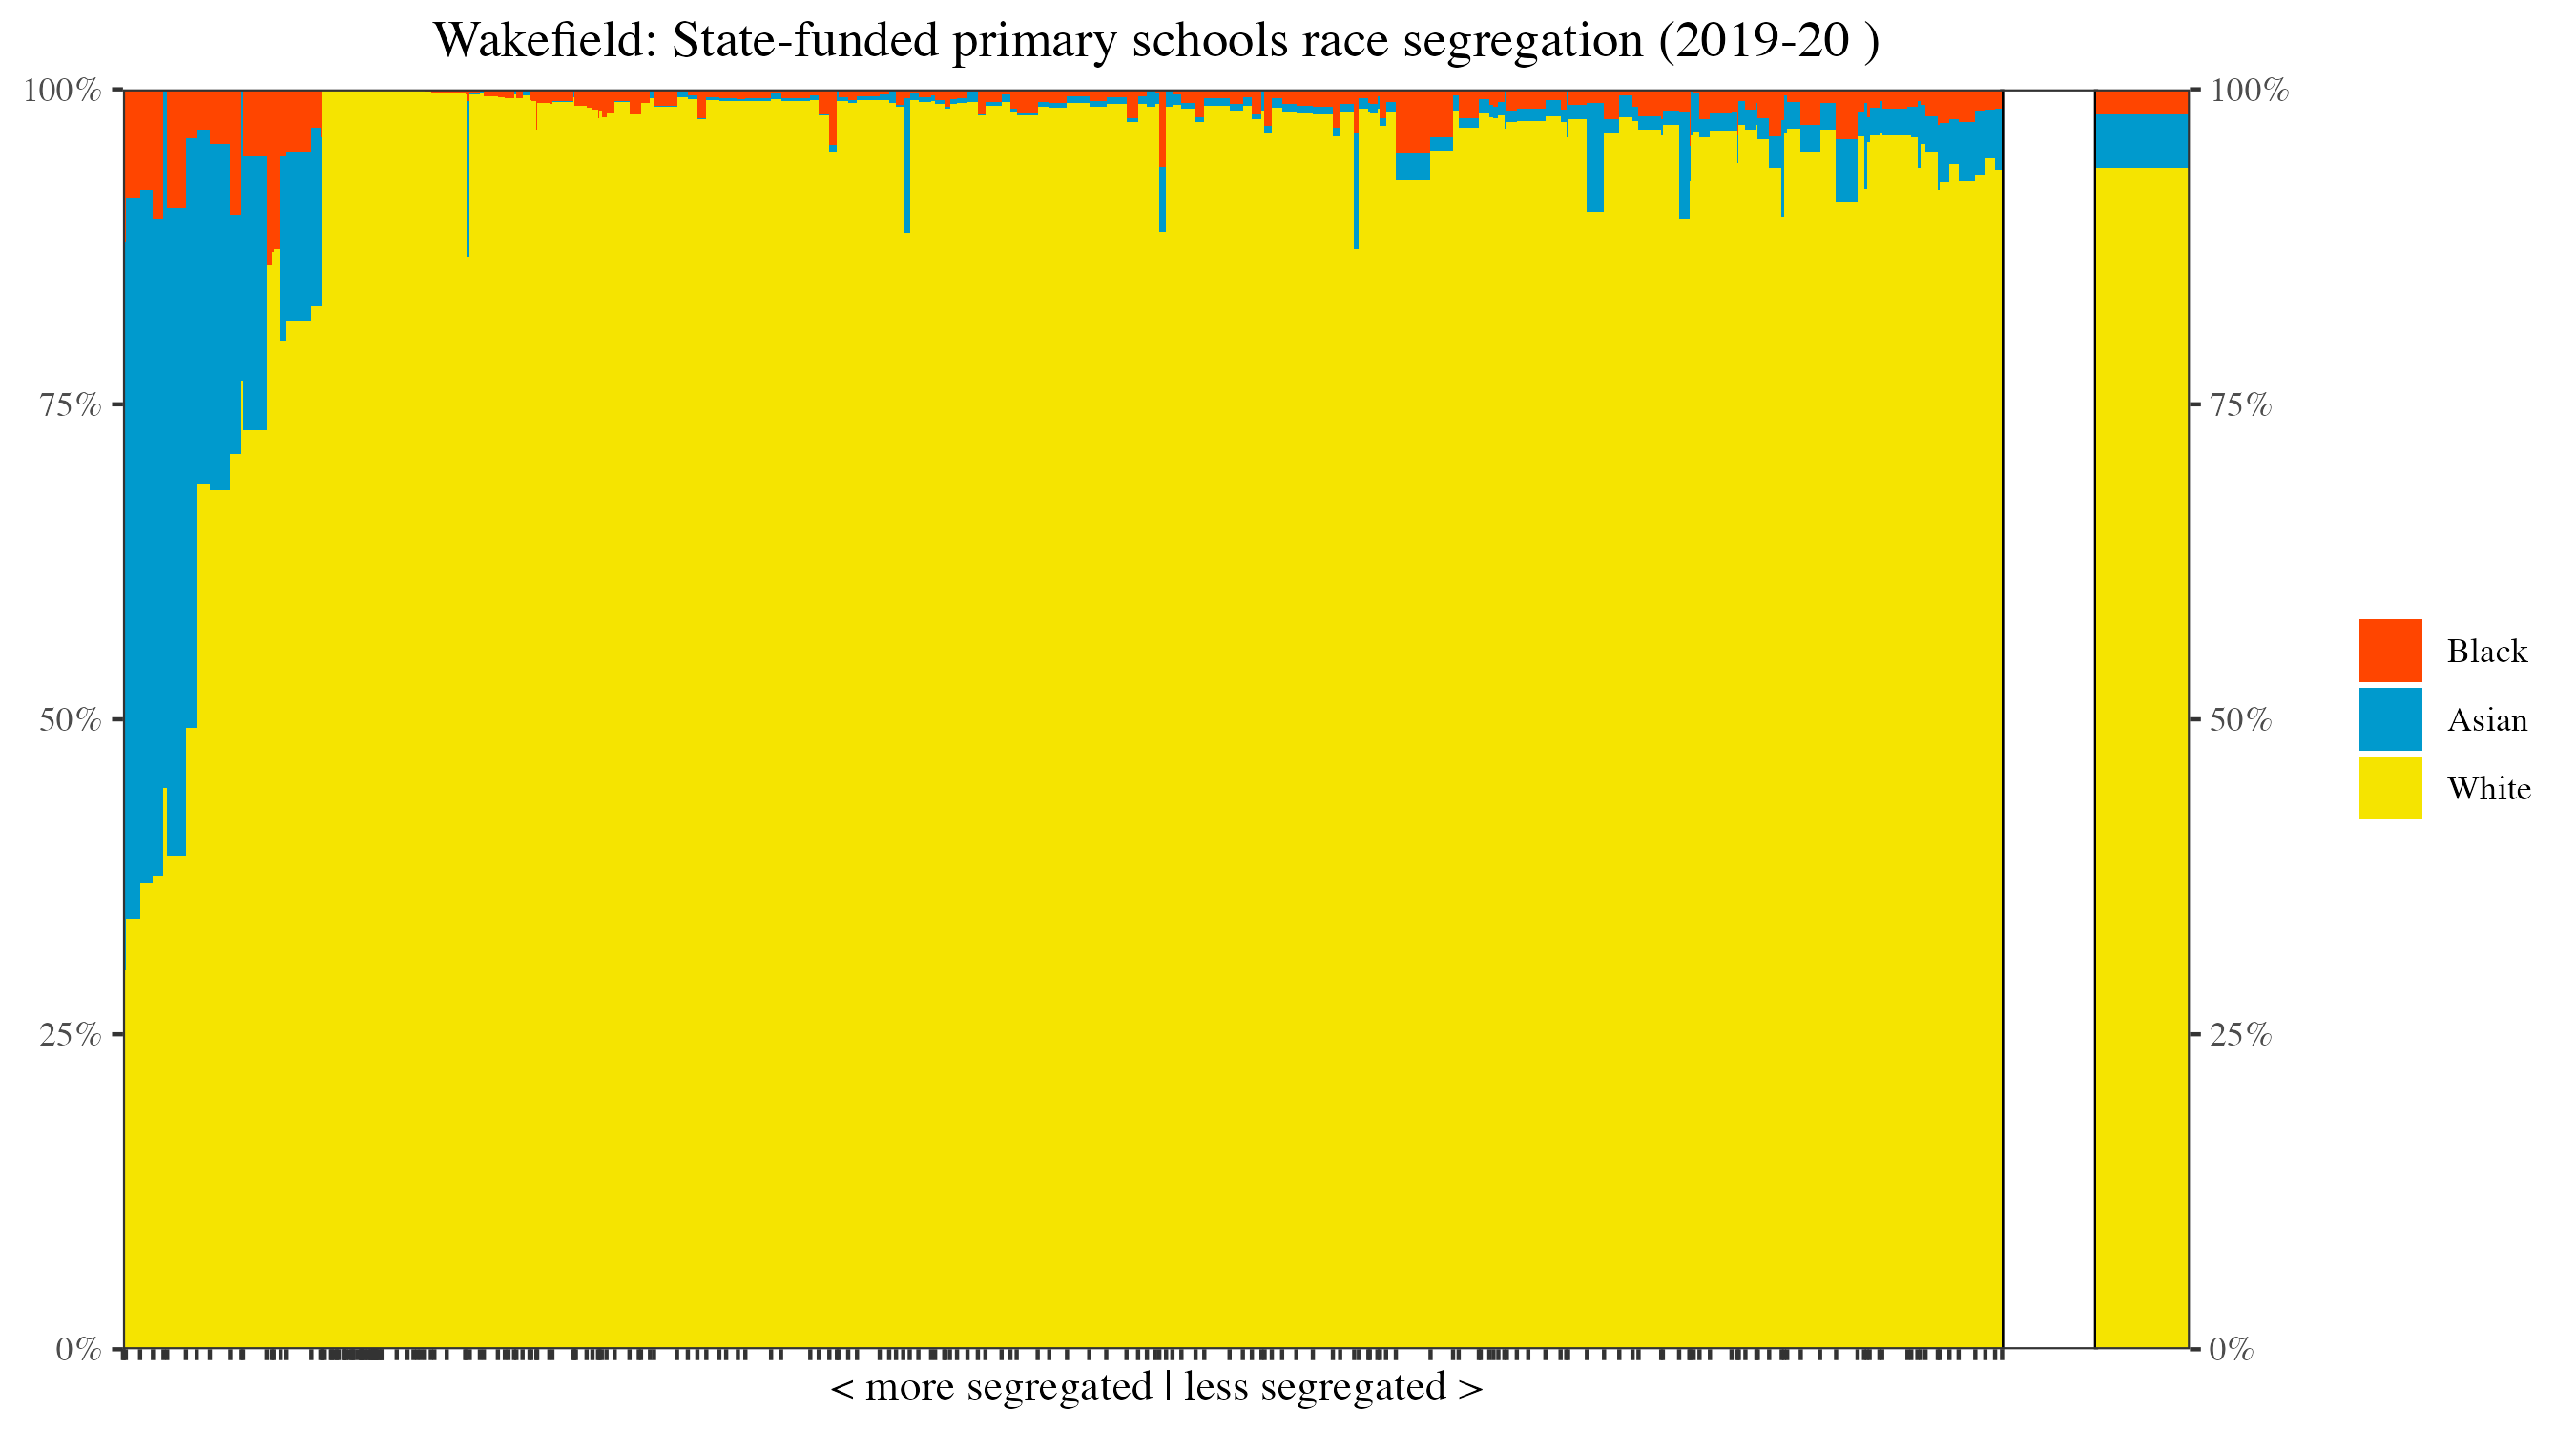 Wakefield: State-funded primary schools race segregation (2019-20 )
100%
75%
50%
25%
0%
100%
75%
50%
25%
0%
Black
Asian
White
< more segregated | less segregated >